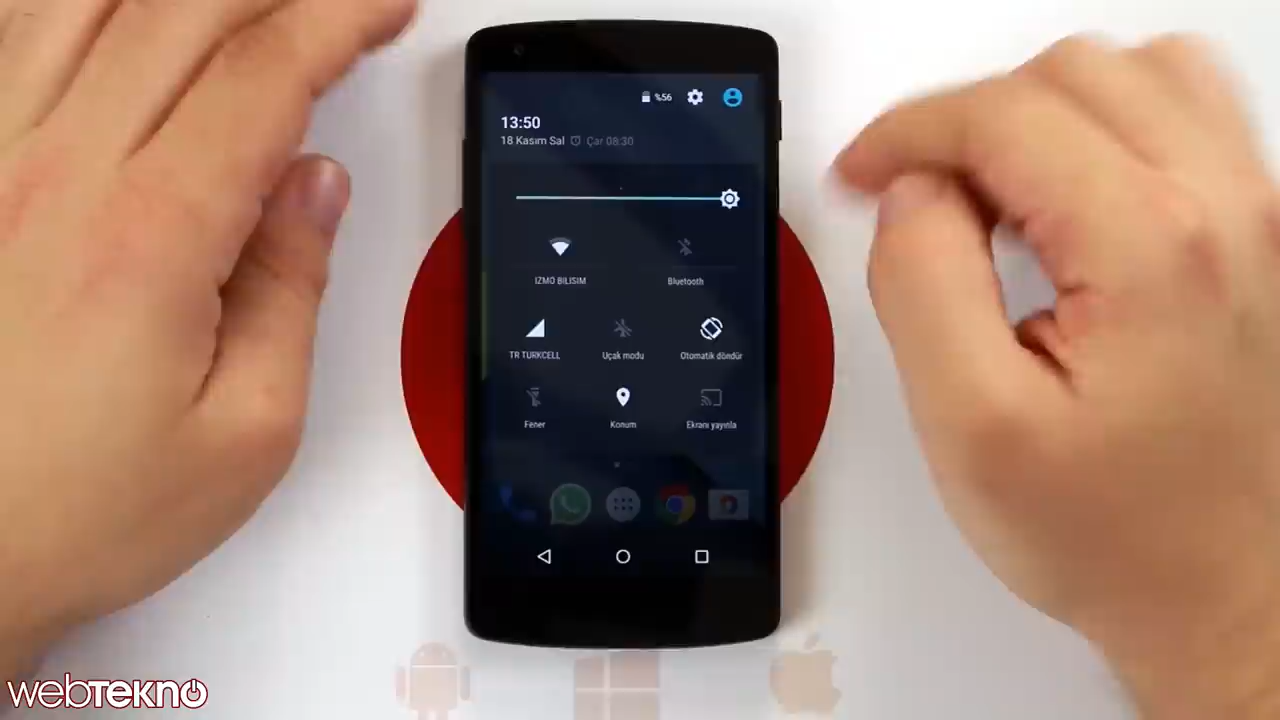 %56
13:50
18 Kasım Sal Çar 08:30
IZMO BILISIM Bluetooth
TR TURKCELL Uçak modu Otomatik döndür
Fener Konum Ekranı yayınla
webTEKNO